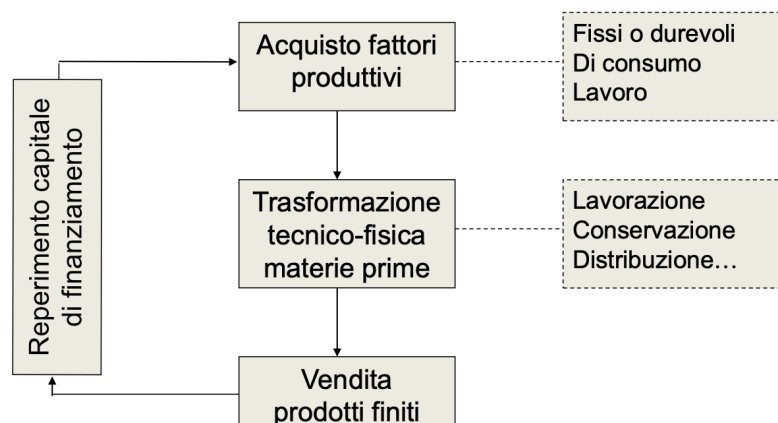 Acquisto fattori
produttivi
Fissi o durevoli
Di consumo
Lavoro
Reperimento capitale
di finanziamento
Trasformazione
tecnico-fisica
materie prime
Lavorazione
Conservazione
Distribuzione…
Vendita
prodotti finiti